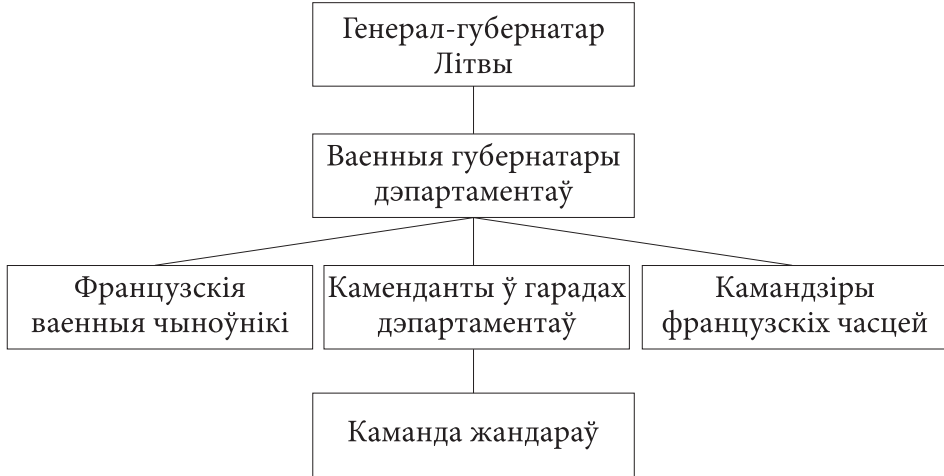 Генерал-губернатар
Літвы
Ваенныя губернатары
дэпартаментаў
Французскія
ваенныя чыноўнікі
Каменданты ў гарадах
дэпартаментаў
Камандзіры
французскіх часцей
Каманда жандараў